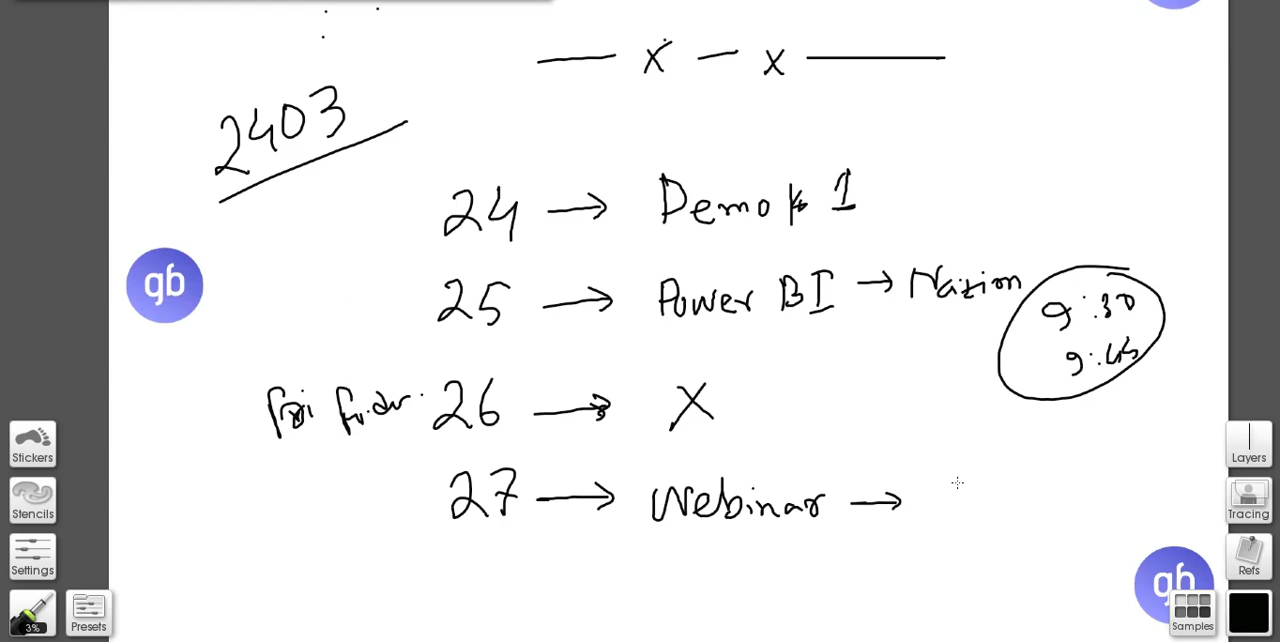 — x — x —
2403
24 → Demo 1
25 → Power BI → Nation
9:30
9:45
gb
Fri 26 → X
27 → Webinar →
gb
Stickers
Stencils
Settings
3%
Presets
Layers
Tracing
Refs
Samples